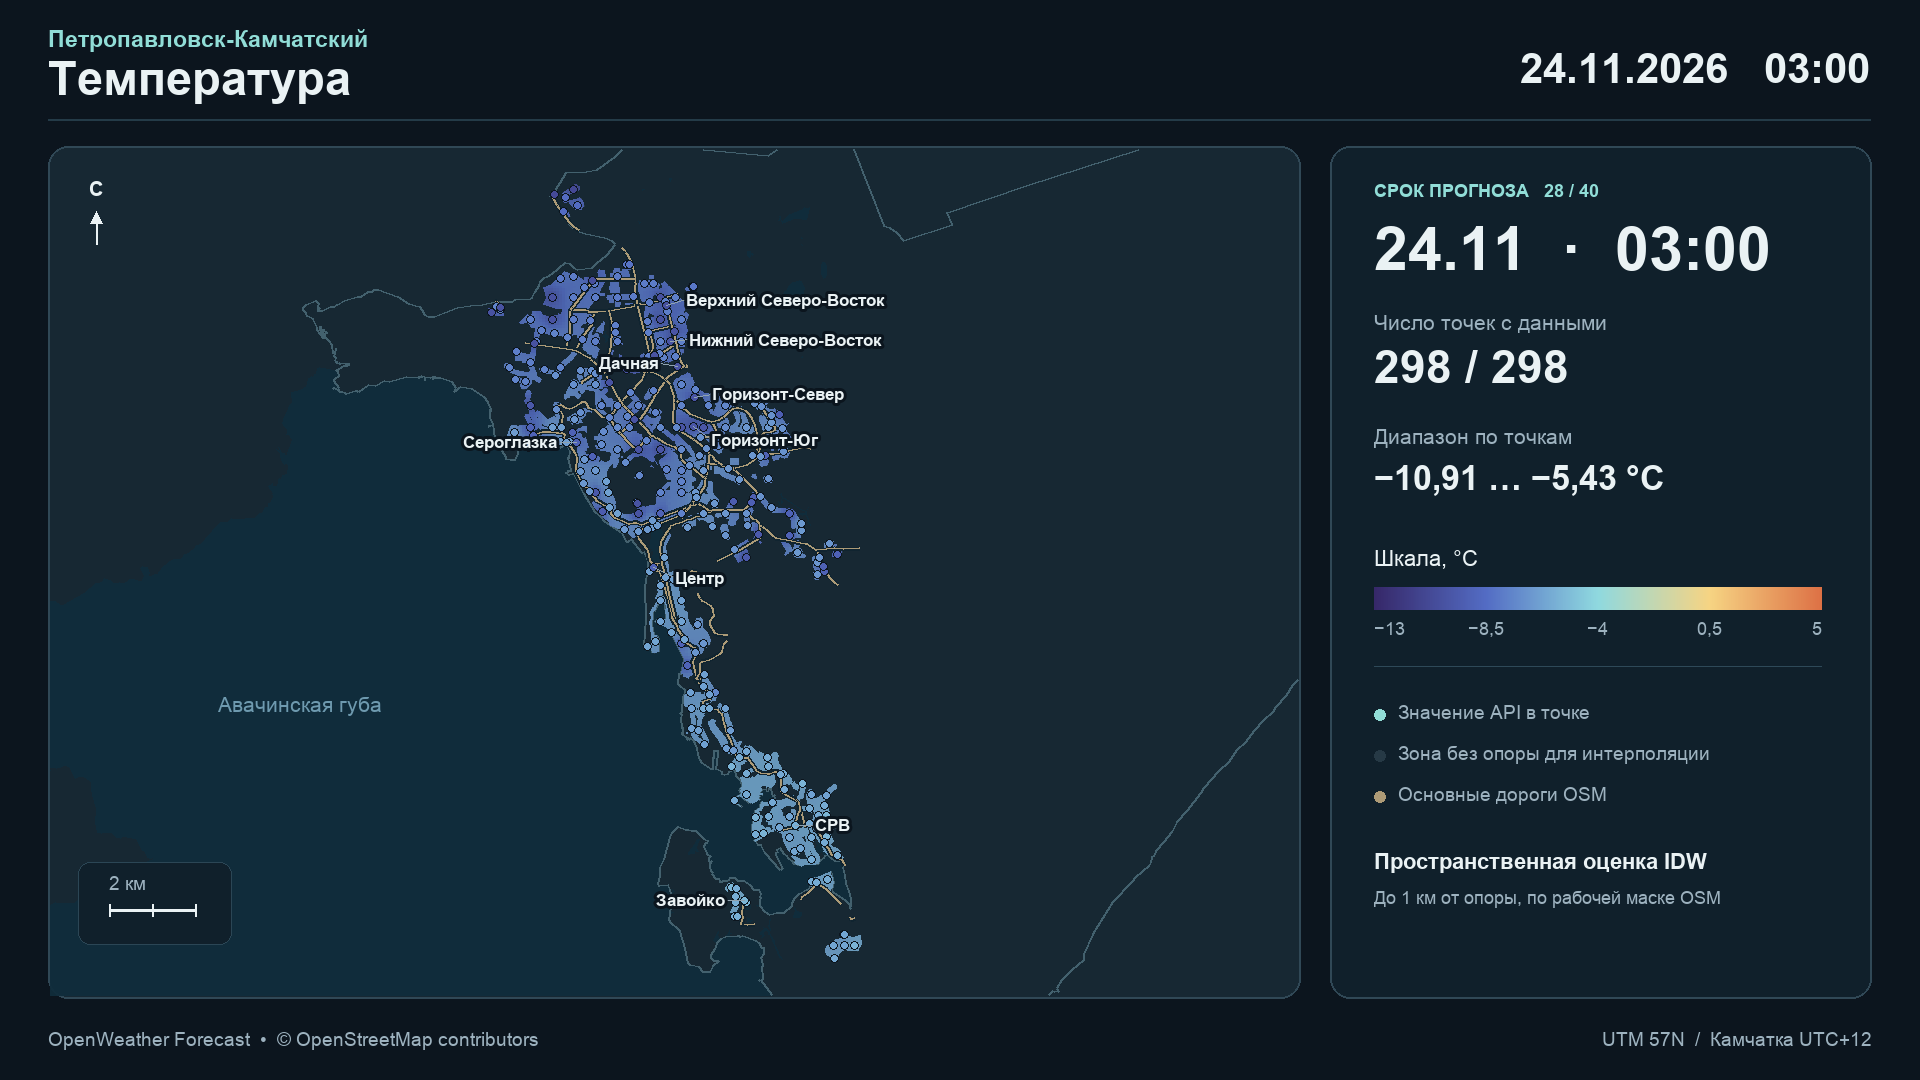 Петропавловск-Камчатский
Температура
24.11.2026 03:00
С
Верхний Северо-Восток
Нижний Северо-Восток
Дачная
Горизонт-Север
Сероглазка
Горизонт-Юг
Центр
Авачинская губа
СРВ
2 км
Завойко
СРОК ПРОГНОЗА 28 / 40
24.11 · 03:00
Число точек с данными
298 / 298
Диапазон по точкам
−10,91 … −5,43 °C
Шкала, °C
−13 −8,5 −4 0,5 5
Значение API в точке
Зона без опоры для интерполяции
Основные дороги OSM
Пространственная оценка IDW
До 1 км от опоры, по рабочей маске OSM
OpenWeather Forecast • © OpenStreetMap contributors
UTM 57N / Камчатка UTC+12